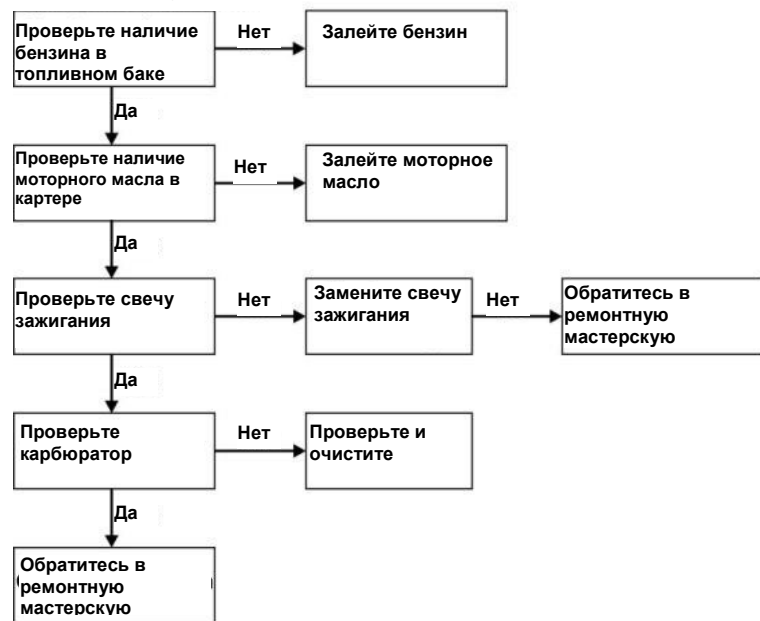 Проверьте наличие
бензина в
топливном баке
Нет
Залейте бензин
Да
Проверьте наличие
моторного масла в
картере
Нет
Залейте моторное
масло
Да
Проверьте свечу
зажигания
Нет
Замените свечу
зажигания
Нет
Обратитесь в
ремонтную
мастерскую
Да
Проверьте
карбюратор
Нет
Проверьте и
очистите
Да
Обратитесь в
ремонтную
мастерскую